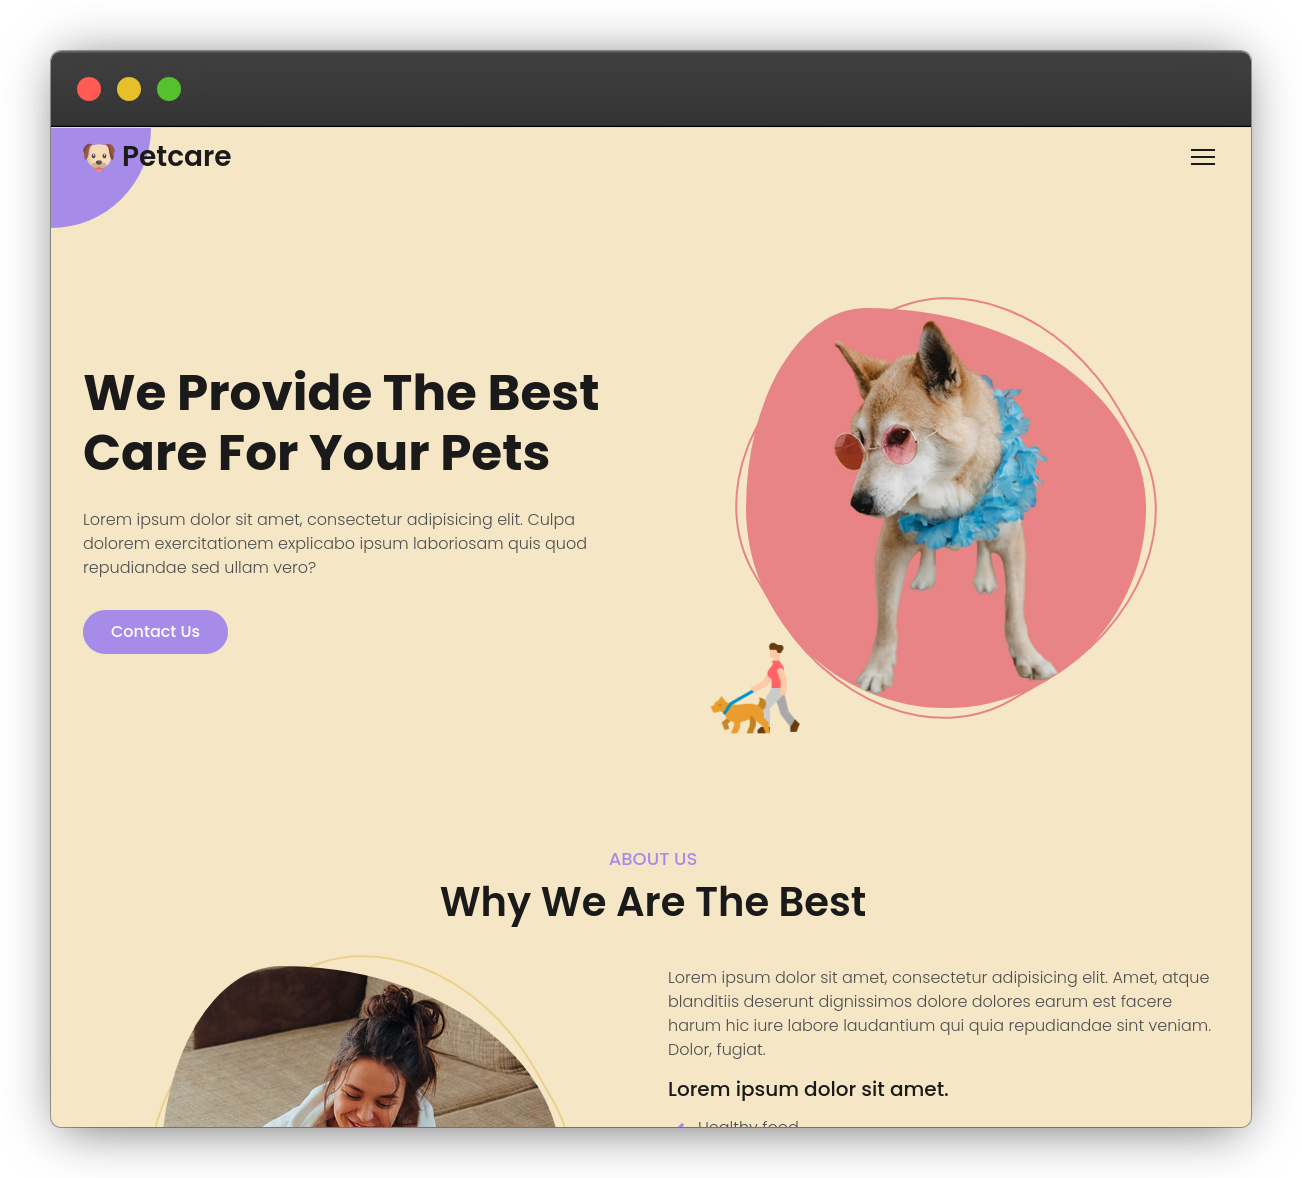 Petcare
We Provide The Best
Care For Your Pets
Lorem ipsum dolor sit amet, consectetur adipisicing elit. Culpa
dolorem exercitationem explicabo ipsum laboriosam quis quod
repudiandae sed ullam vero?
Contact Us
ABOUT US
Why We Are The Best
Lorem ipsum dolor sit amet, consectetur adipisicing elit. Amet, atque
blanditiis deserunt dignissimos dolore dolores earum est facere
harum hic iure labore laudantium qui quia repudiandae sint veniam.
Dolor, fugiat.
Lorem ipsum dolor sit amet.
Healthy food